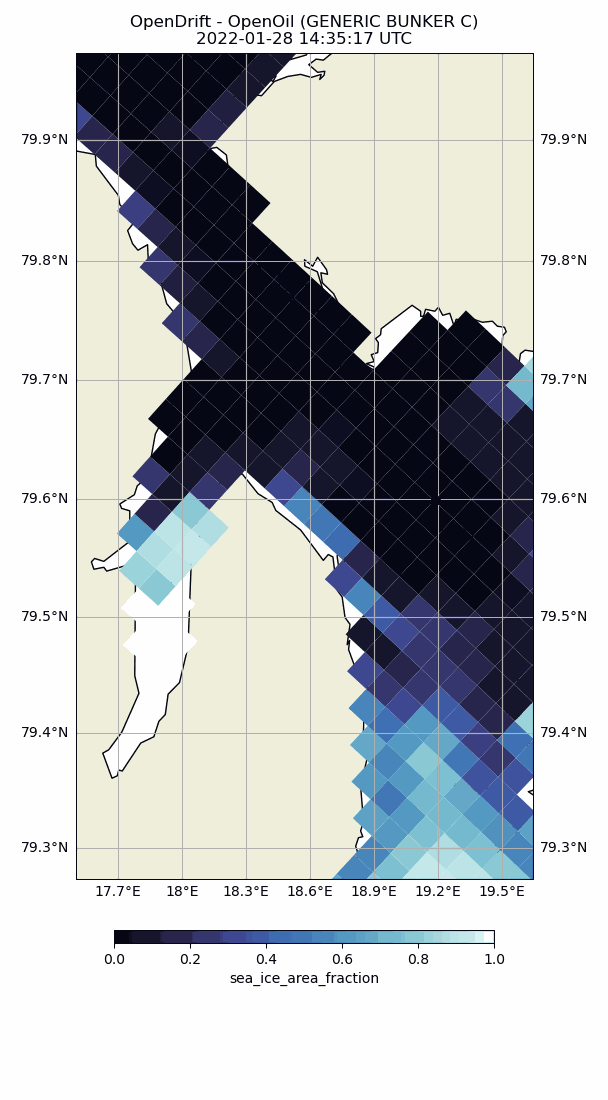 OpenDrift - OpenOil (GENERIC BUNKER C)
2022-01-28 14:35:17 UTC
79.9°N 79.9°N
79.8°N 79.8°N
79.7°N 79.7°N
79.6°N 79.6°N
79.5°N 79.5°N
79.4°N 79.4°N
79.3°N 79.3°N
17.7°E 18°E 18.3°E 18.6°E 18.9°E 19.2°E 19.5°E
0.0 0.2 0.4 0.6 0.8 1.0
sea_ice_area_fraction